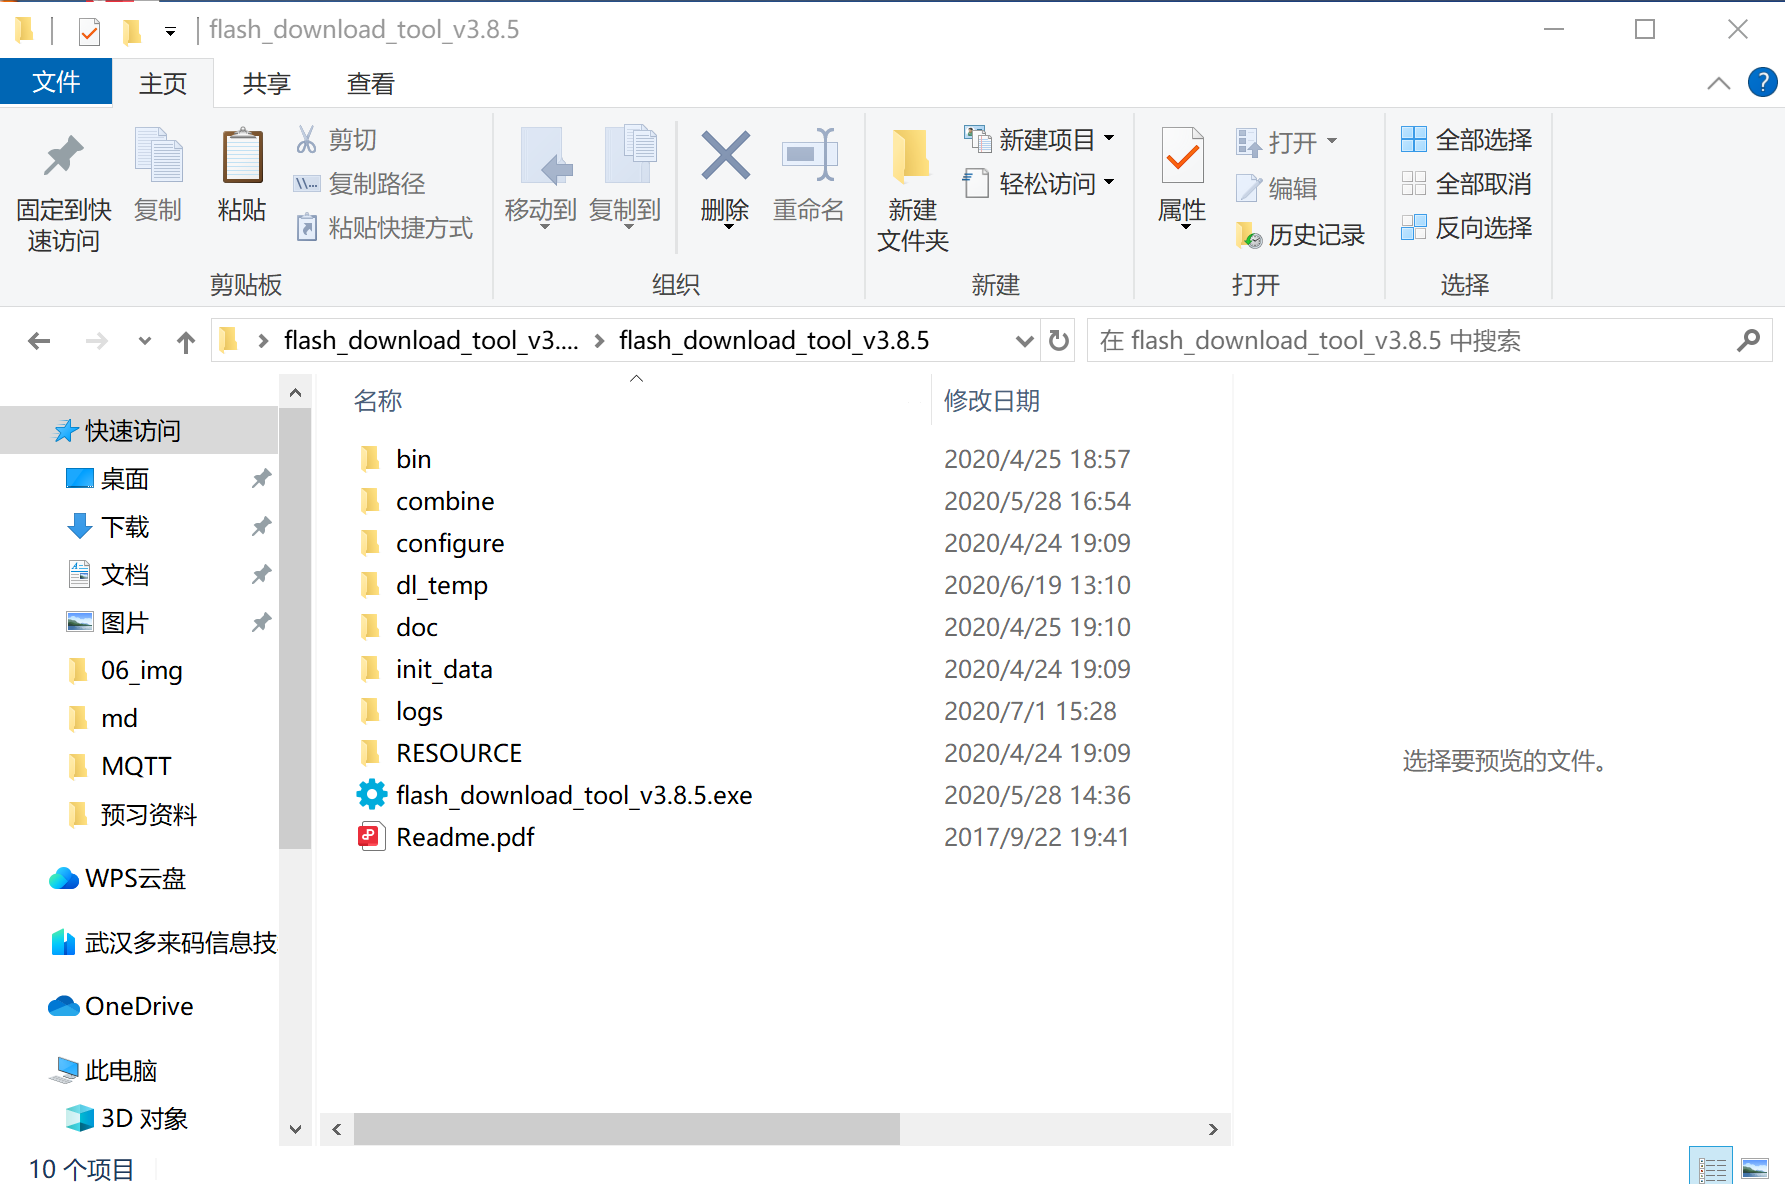 flash_download_tool_v3.8.5
文件 主页 共享 查看
固定到快
速访问
复制
粘贴
剪切
复制路径
粘贴快捷方式
剪贴板
移动到 复制到
删除 重命名
组织
新建
文件夹
新建项目
轻松访问
新建
属性
打开
编辑
历史记录
打开
全部选择
全部取消
反向选择
选择
flash_download_tool_v3.... flash_download_tool_v3.8.5
在 flash_download_tool_v3.8.5 中搜索
快速访问
桌面
下载
文档
图片
06_img
md
MQTT
预习资料
WPS云盘
武汉多来码信息技
OneDrive
此电脑
3D 对象
名称 修改日期
bin 2020/4/25 18:57
combine 2020/5/28 16:54
configure 2020/4/24 19:09
dl_temp 2020/6/19 13:10
doc 2020/4/25 19:10
init_data 2020/4/24 19:09
logs 2020/7/1 15:28
RESOURCE 2020/4/24 19:09
flash_download_tool_v3.8.5.exe 2020/5/28 14:36
Readme.pdf 2017/9/22 19:41
选择要预览的文件。
10 个项目